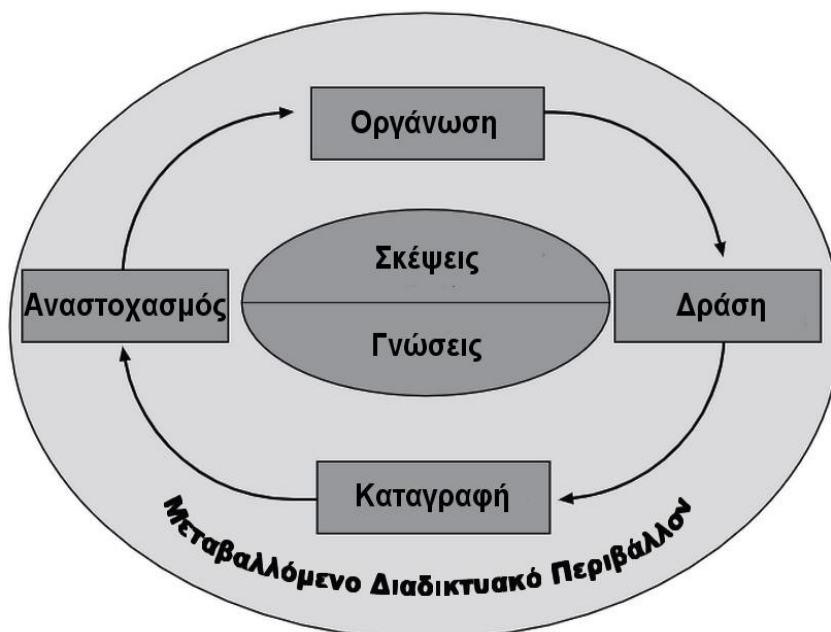 Οργάνωση
Σκέψεις
Αναστοχασμός
Δράση
Γνώσεις
Καταγραφή
Μεταβαλλόμενο Διαδικτυακό Περιβάλλον